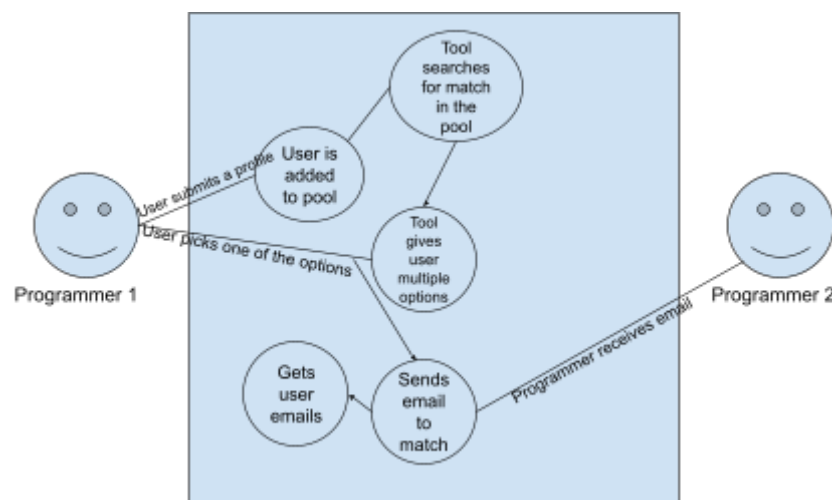 Tool
searches
for match
in the
pool
User is
added
to pool
User submits a profile
User picks one of the options
Tool
gives
user
multiple
options
Programmer 1
Programmer 2
Programmer receives email
Gets
user
emails
Sends
email
to
match